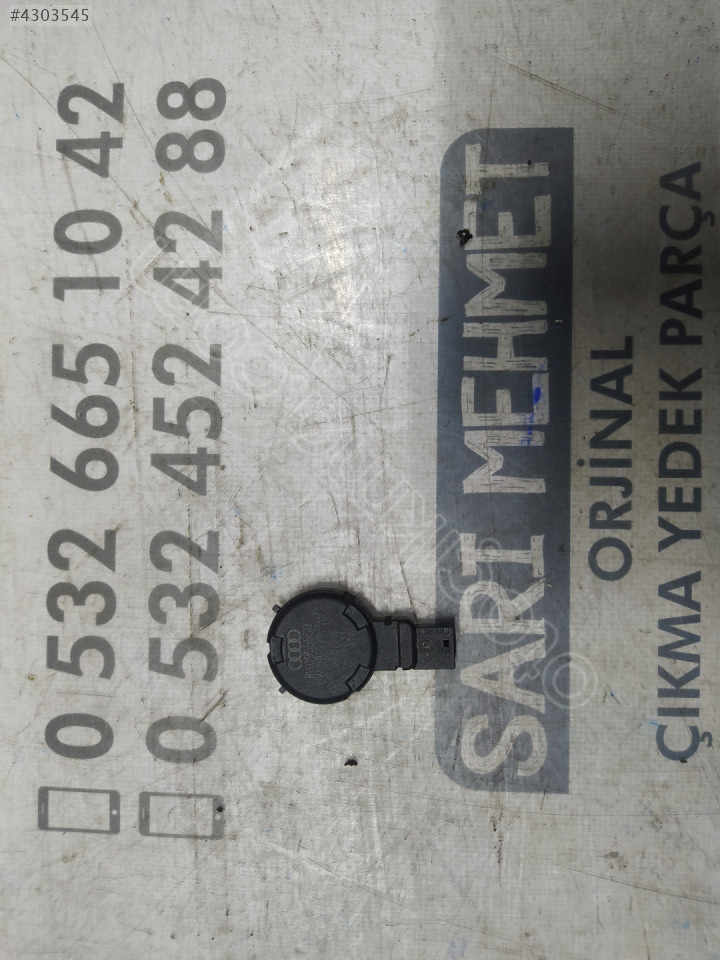 #4303545
0 532 665 10 42
0 532 452 42 88
SARI MEHMET
ORJİNAL
ÇIKMA YEDEK PARÇA